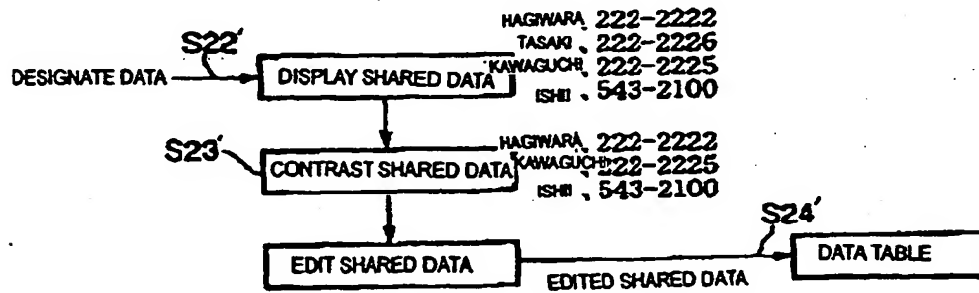 HAGIWARA, 222-2222
S22'
TASAKI, 222-2226
DESIGNATE DATA
DISPLAY SHARED DATA
KAWAGUCHI, 222-2225
ISHII, 543-2100
S23'
HAGIWARA, 222-2222
CONTRAST SHARED DATA
KAWAGUCHI, 222-2225
ISHII, 543-2100
S24'
EDIT SHARED DATA
EDITED SHARED DATA
DATA TABLE